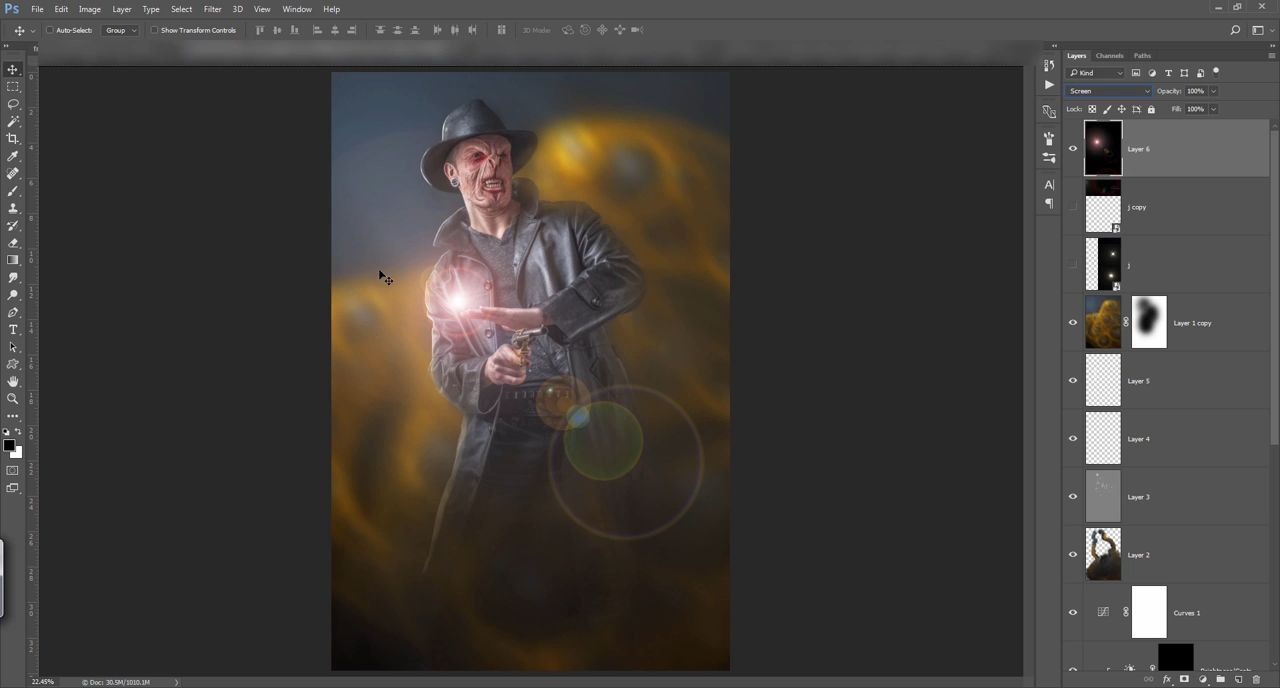 Ps File Edit Image Layer Type Select Filter 3D View Window Help
Auto-Select: Group Show Transform Controls 3D Mode:
Layers Channels Paths
Kind
Screen Opacity: 100%
Lock: Fill: 100%
Layer 6
j copy
j
Layer 1 copy
Layer 5
Layer 4
Layer 3
Layer 2
Curves 1
22.45% Doc: 30.5M/1010.1M